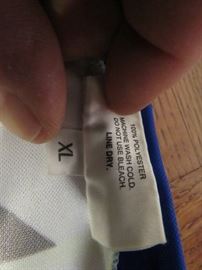 100% POLYESTER
MACHINE WASH COLD.
DO NOT USE BLEACH.
LINE DRY.
XL